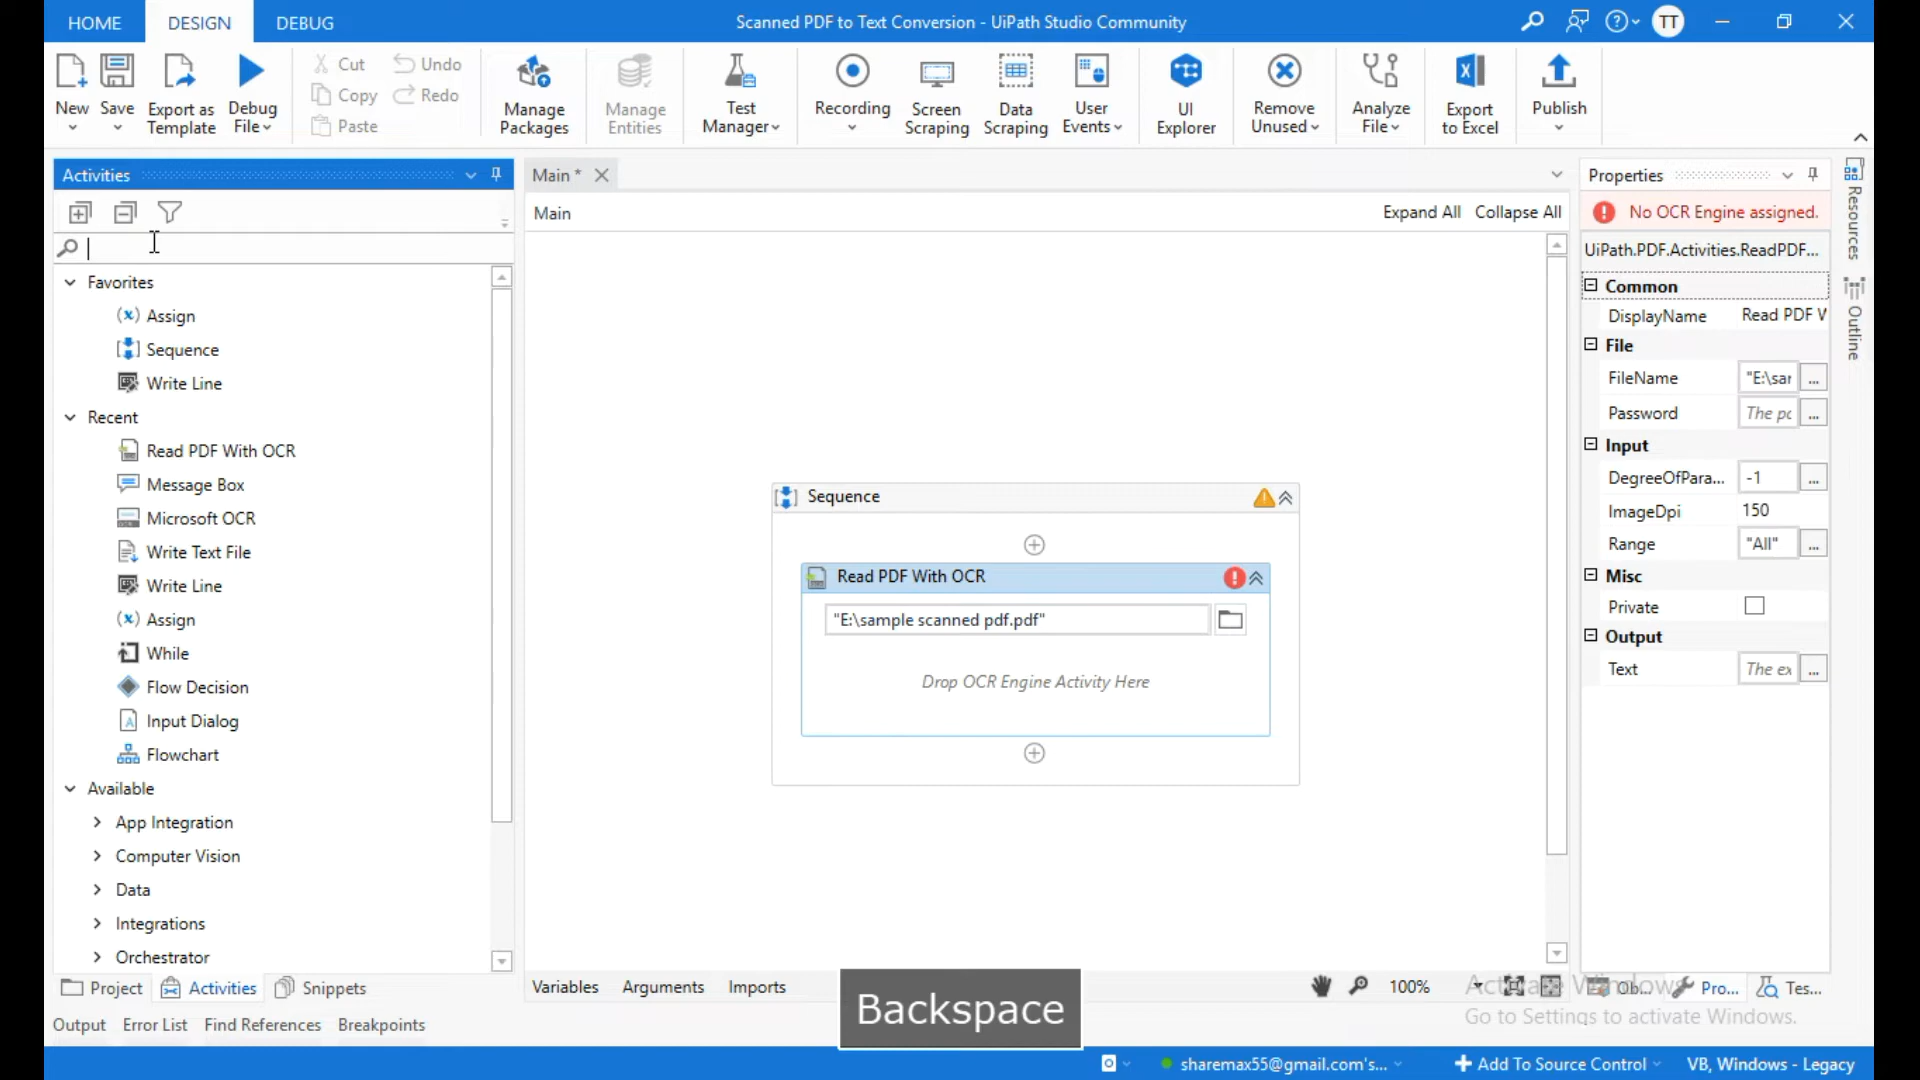 HOME
DESIGN
DEBUG
Scanned PDF to Text Conversion - UiPath Studio Community
TT
New
Save
Export as
Template
Debug
File
Cut
Copy
Paste
Undo
Redo
Manage
Packages
Manage
Entities
Test
Manager
Recording
Screen
Scraping
Data
Scraping
User
Events
UI
Explorer
Remove
Unused
Analyze
File
Export
to Excel
Publish
Activities
Favorites
Assign
Sequence
Write Line
Recent
Read PDF With OCR
Message Box
Microsoft OCR
Write Text File
Write Line
Assign
While
Flow Decision
Input Dialog
Flowchart
Available
App Integration
Computer Vision
Data
Integrations
Orchestrator
Project
Activities
Snippets
Main *
Main
Expand All
Collapse All
Sequence
Read PDF With OCR
"E:\sample scanned pdf.pdf"
Drop OCR Engine Activity Here
Variables
Arguments
Imports
100%
Properties
No OCR Engine assigned.
UiPath.PDF.Activities.ReadPDF...
Common
DisplayName Read PDF W
File
FileName "E:\sar ...
Password The pc ...
Input
DegreeOfPara... -1 ...
ImageDpi 150
Range "All" ...
Misc
Private
Output
Text The ex ...
Resources
Outline
Activate Windows
Go to Settings to activate Windows.
Ob...
Pro...
Tes...
Output
Error List
Find References
Breakpoints
Backspace
sharemax55@gmail.com's...
Add To Source Control
VB, Windows - Legacy